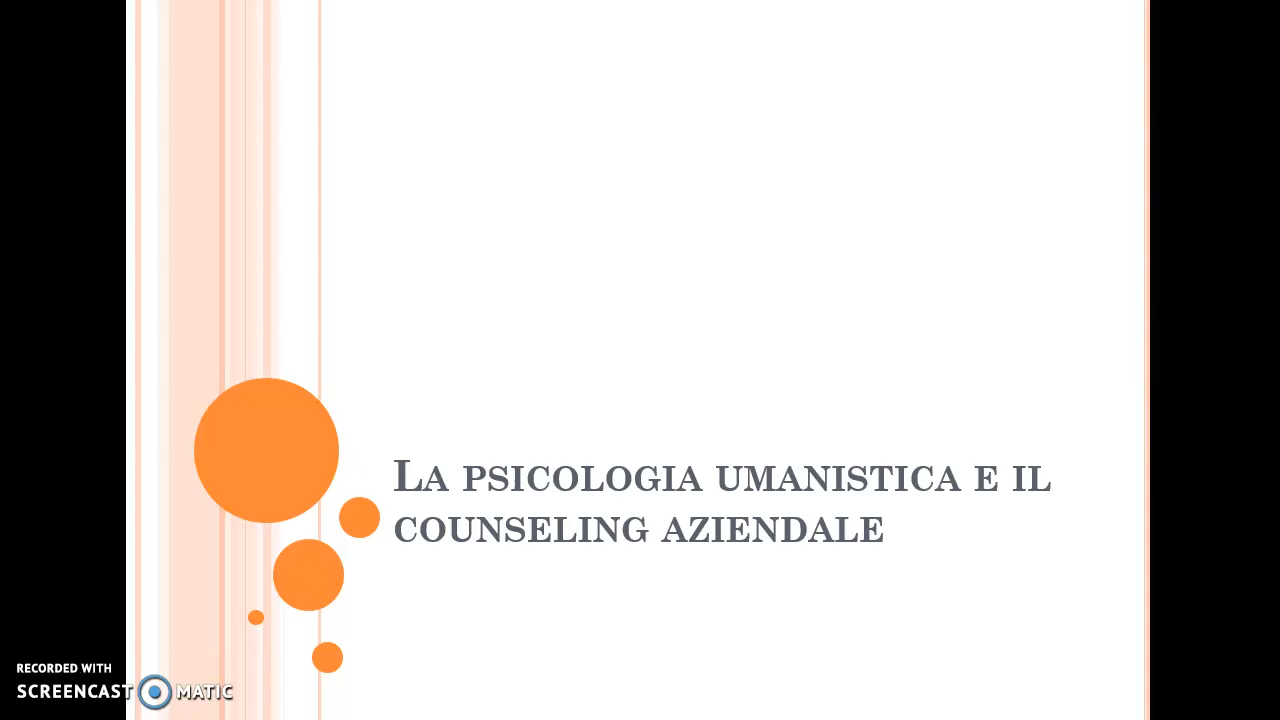 La psicologia umanistica e il
counseling aziendale
RECORDED WITH
SCREENCAST MATIC